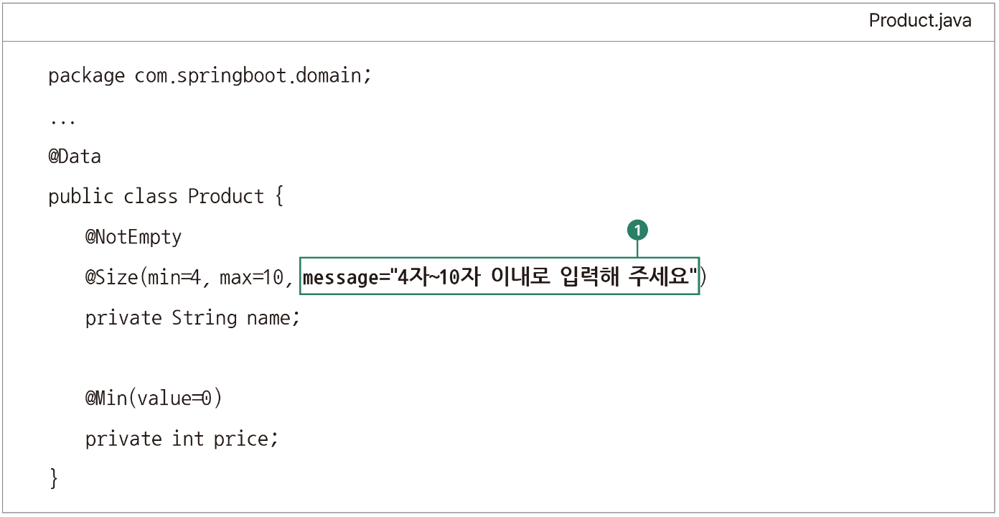 Product.java
package com.springboot.domain;
...
@Data
public class Product {
@NotEmpty
1
@Size(min=4, max=10, message="4자~10자 이내로 입력해 주세요")
private String name;
@Min(value=0)
private int price;
}